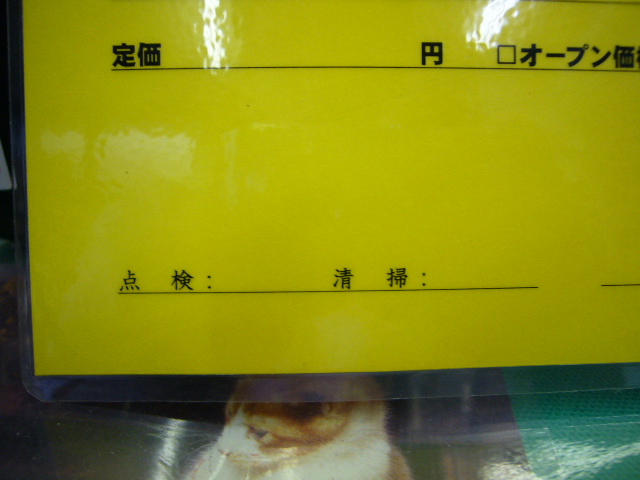 定価 円 □オープン価
点 検： 清 掃：